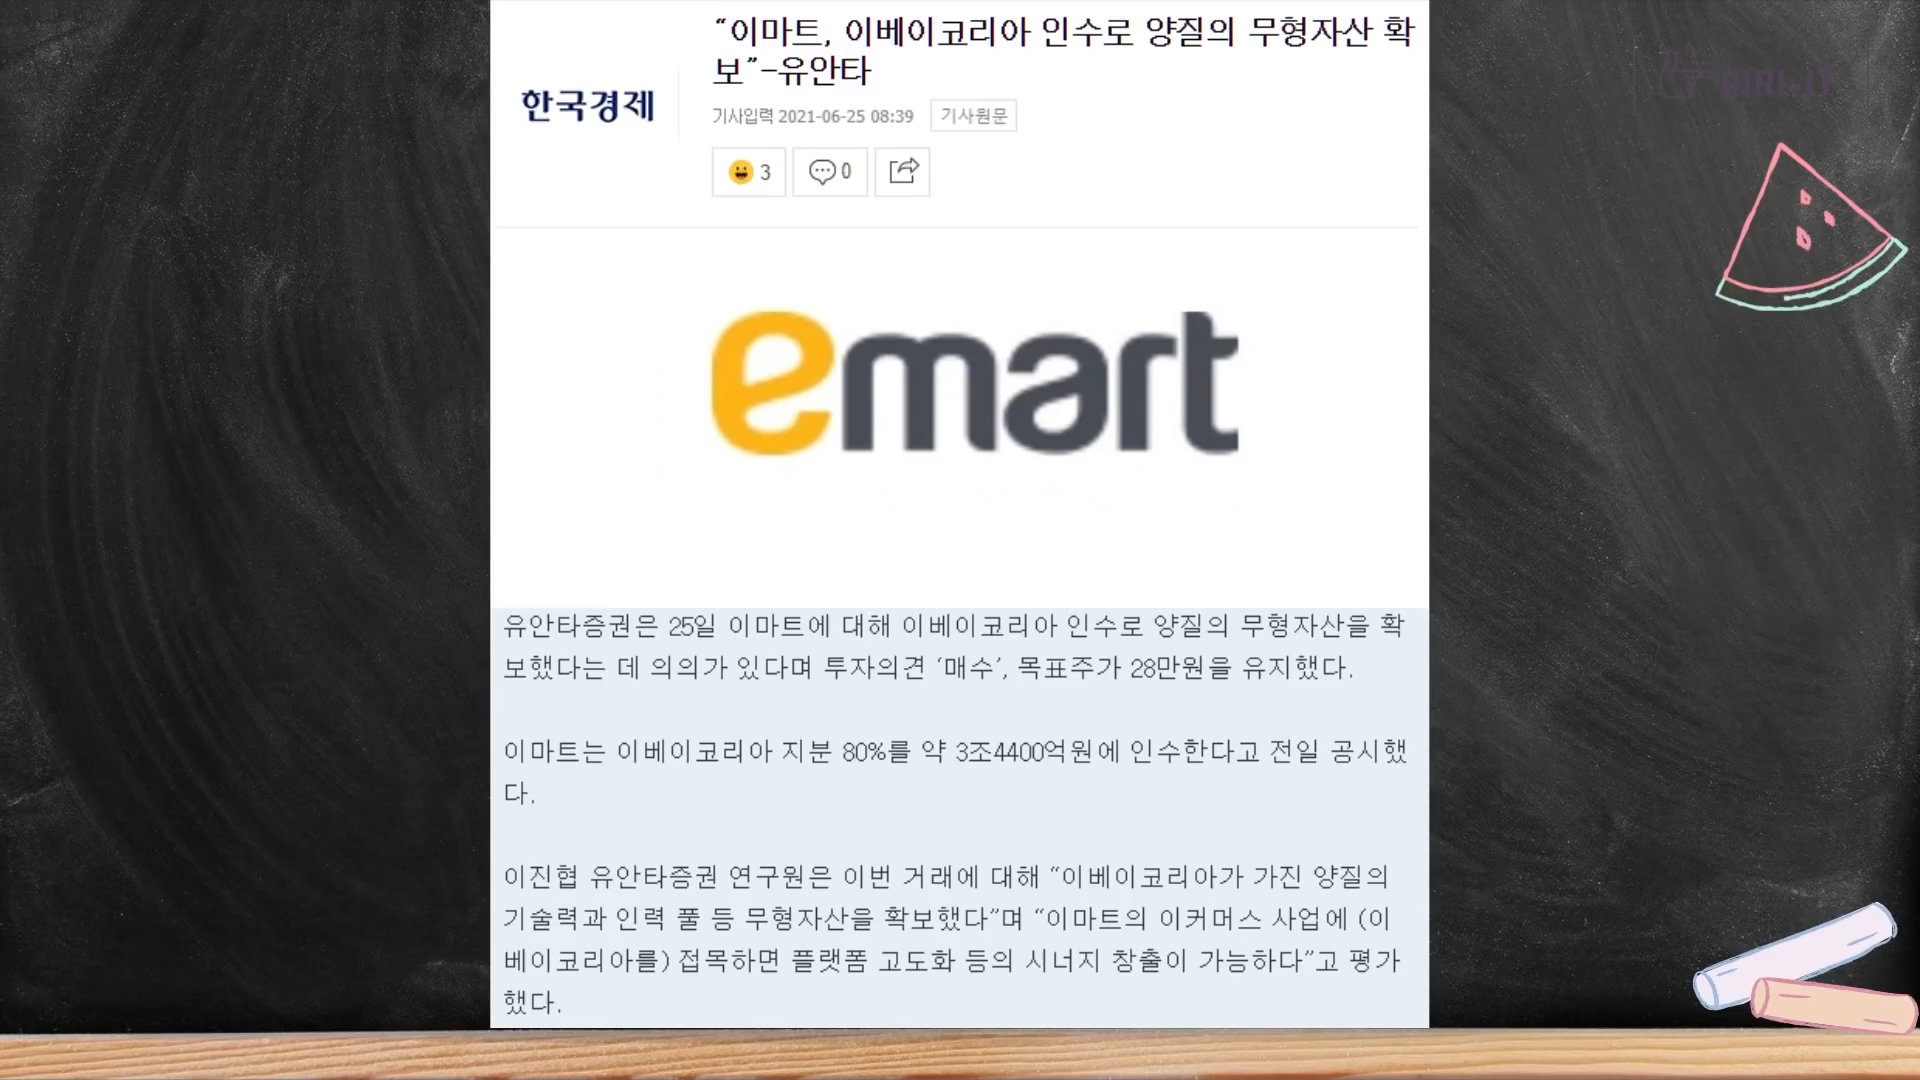 “이마트, 이베이코리아 인수로 양질의 무형자산 확
보”-유안타
한국경제
기사입력 2021-06-25 08:39 기사원문
3 0
emart
유안타증권은 25일 이마트에 대해 이베이코리아 인수로 양질의 무형자산을 확
보했다는 데 의의가 있다며 투자의견 ‘매수’, 목표주가 28만원을 유지했다.
이마트는 이베이코리아 지분 80%를 약 3조4400억원에 인수한다고 전일 공시했
다.
이진협 유안타증권 연구원은 이번 거래에 대해 “이베이코리아가 가진 양질의
기술력과 인력 풀 등 무형자산을 확보했다”며 “이마트의 이커머스 사업에 (이
베이코리아를) 접목하면 플랫폼 고도화 등의 시너지 창출이 가능하다”고 평가
했다.